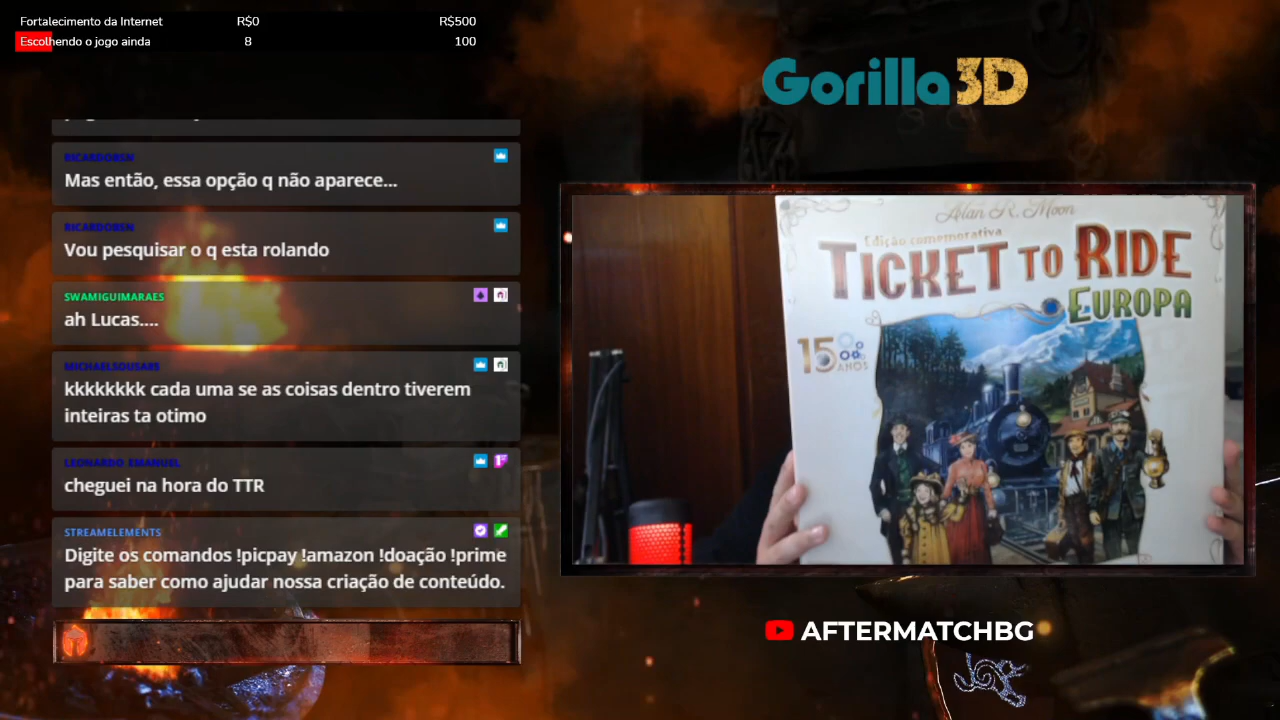 Fortalecimento da Internet R$0 R$500
Escolhendo o jogo ainda 8 100
Gorilla3D
RICARDOBSN
Mas então, essa opção q não aparece...
RICARDOBSN
Vou pesquisar o q esta rolando
SWAMIGUIMARAES
ah Lucas....
MICHAELSOUSABE
kkkkkkkk cada uma se as coisas dentro tiverem
inteiras ta otimo
LEONARDO EMANUEL
cheguei na hora do TTR
STREAMELEMENTS
Digite os comandos !picpay !amazon !doação !prime
para saber como ajudar nossa criação de conteúdo.
Alan R. Moon
Edição comemorativa
TICKET TO RIDE
EUROPA
15 ANOS
AFTERMATCHBG